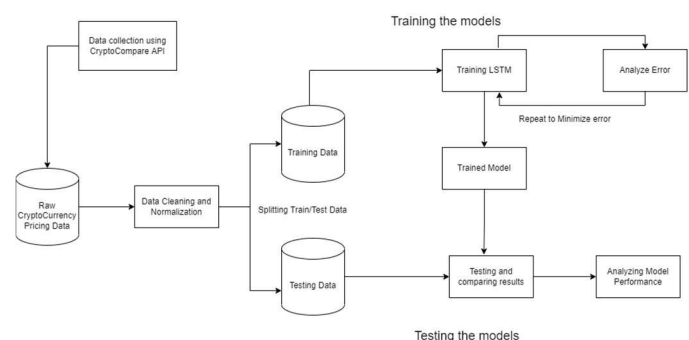 Training the models
Data collection using
CryptoCompare API
Training LSTM
Analyze Error
Repeat to Minimize error
Training Data
Trained Model
Raw
CryptoCurrency
Pricing Data
Data Cleaning and
Normalization
Splitting Train/Test Data
Testing Data
Testing and
comparing results
Analyzing Model
Performance
Testing the models